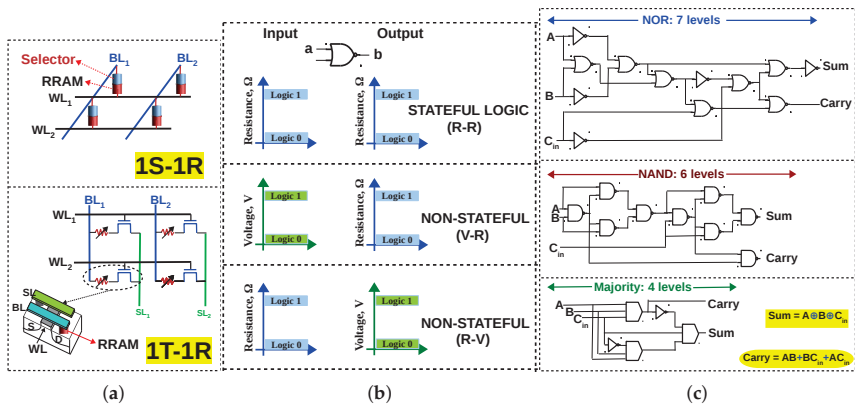 Selector
BL1
BL2
RRAM
WL1
WL2
1S-1R
BL1
BL2
WL1
WL2
SL
BL
S
D
WL
SL1
SL2
RRAM
1T-1R
(a)
Input
Output
a
b
Resistance, Ω
Logic 1
Logic 0
Resistance, Ω
Logic 1
Logic 0
STATEFUL LOGIC
(R-R)
Voltage, V
Logic 1
Logic 0
Resistance, Ω
Logic 1
Logic 0
NON-STATEFUL
(V-R)
Resistance, Ω
Logic 1
Logic 0
Voltage, V
Logic 1
Logic 0
NON-STATEFUL
(R-V)
(b)
NOR: 7 levels
A
B
Cin
Sum
Carry
NAND: 6 levels
A
B
Cin
Sum
Carry
Majority: 4 levels
A
B
Cin
Carry
Sum
Sum = A⊕B⊕Cin
Carry = AB+BCin+ACin
(c)